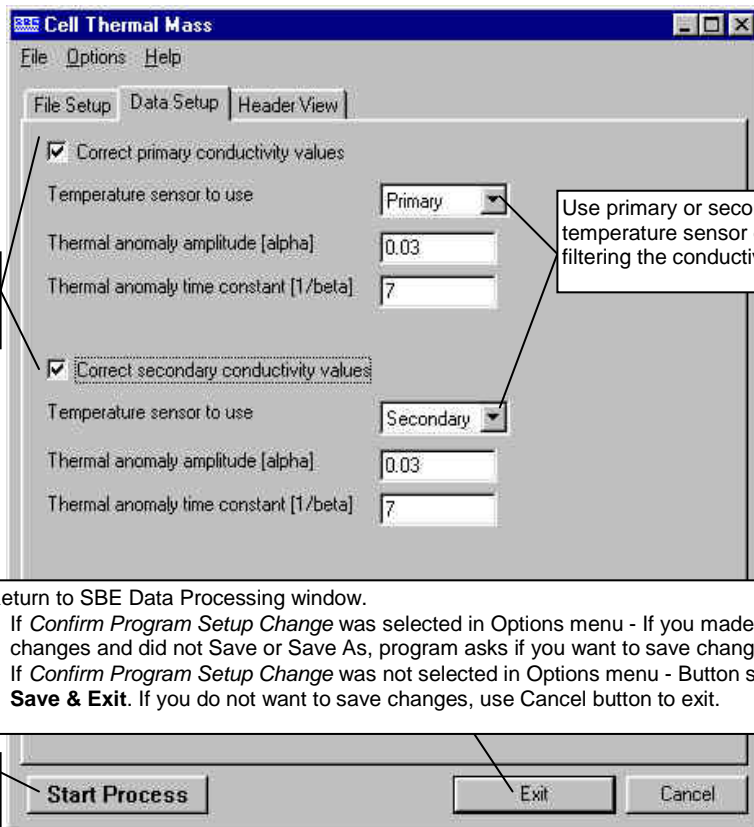 SBE Cell Thermal Mass
File Options Help
File Setup Data Setup Header View
Correct primary conductivity values
Temperature sensor to use Primary
Thermal anomaly amplitude [alpha] 0.03
Thermal anomaly time constant [1/beta] 7
Use primary or seco
temperature sensor
filtering the conducti
Correct secondary conductivity values
Temperature sensor to use Secondary
Thermal anomaly amplitude [alpha] 0.03
Thermal anomaly time constant [1/beta] 7
eturn to SBE Data Processing window.
If Confirm Program Setup Change was selected in Options menu - If you made
changes and did not Save or Save As, program asks if you want to save chang
If Confirm Program Setup Change was not selected in Options menu - Button s
Save & Exit. If you do not want to save changes, use Cancel button to exit.
Start Process Exit Cancel